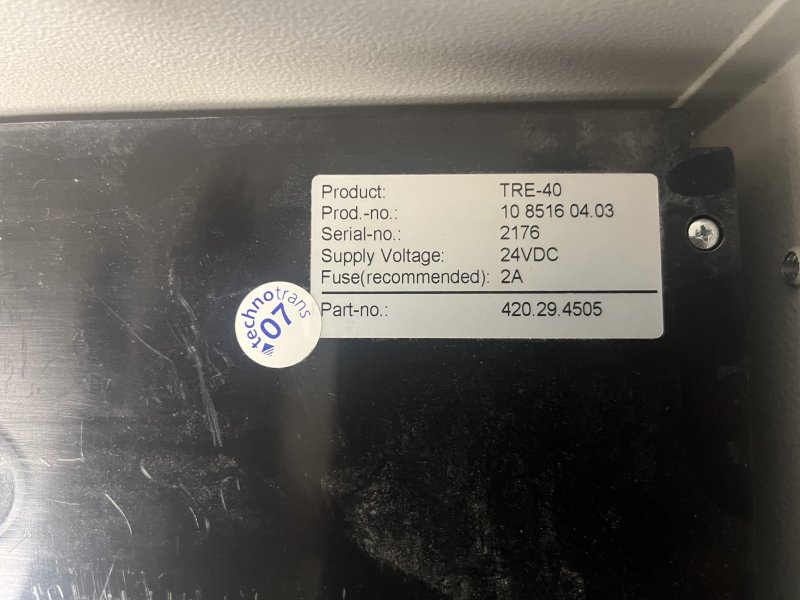 Product: TRE-40
Prod.-no.: 10 8516 04.03
Serial-no.: 2176
Supply Voltage: 24VDC
Fuse(recommended): 2A
Part-no.: 420.29.4505
technotrans
07